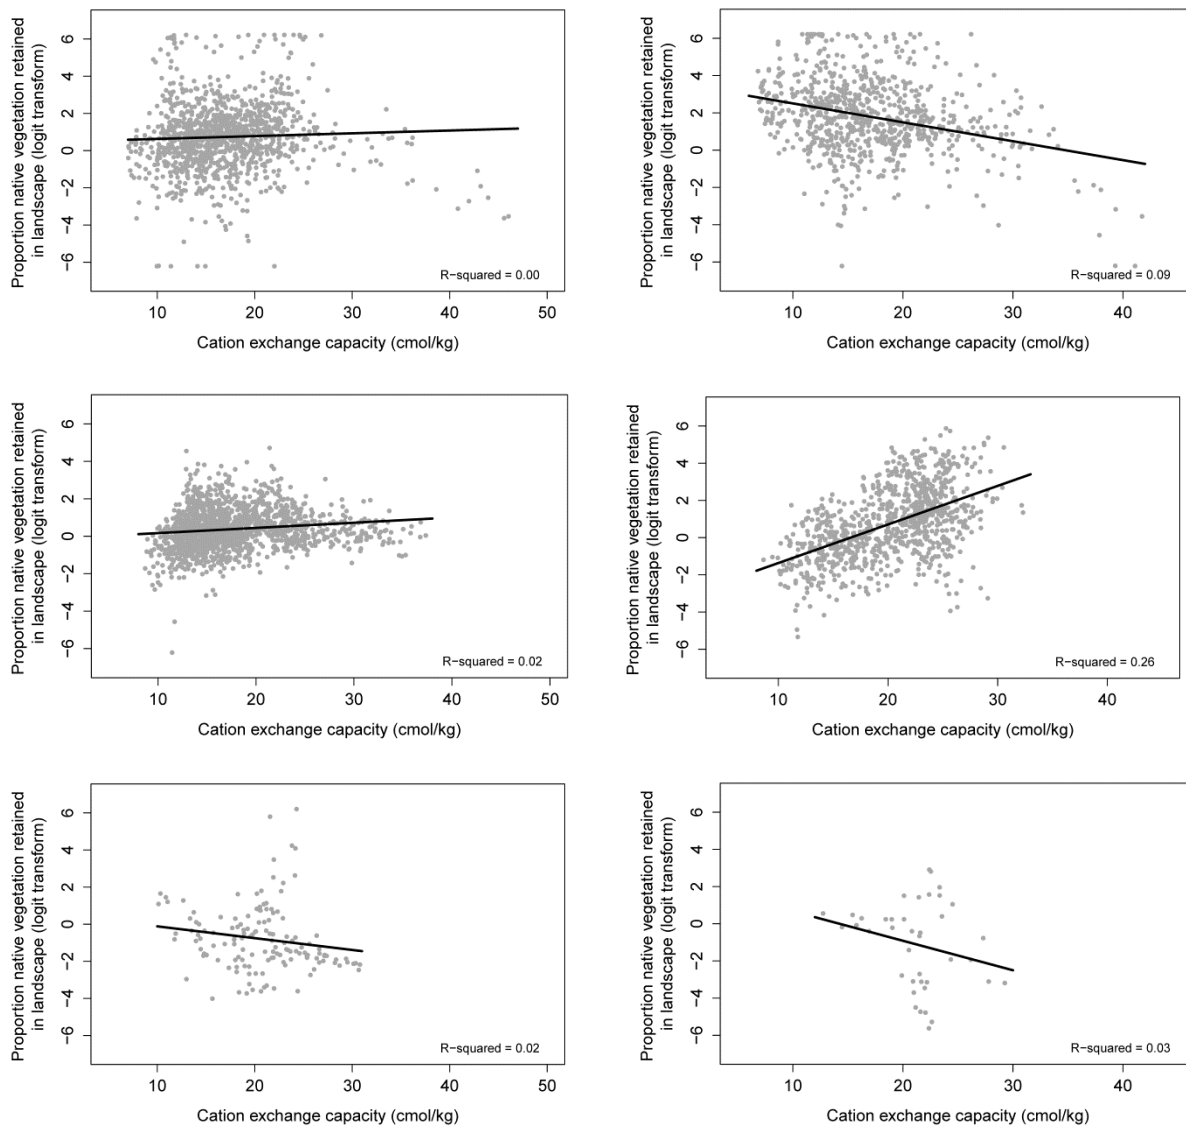 Proportion native vegetation retained
in landscape (logit transform)
6
4
2
0
−2
−4
−6
R−squared = 0.00
10 20 30 40 50
Cation exchange capacity (cmol/kg)
Proportion native vegetation retained
in landscape (logit transform)
6
4
2
0
−2
−4
−6
R−squared = 0.09
10 20 30 40
Cation exchange capacity (cmol/kg)
Proportion native vegetation retained
in landscape (logit transform)
6
4
2
0
−2
−4
−6
R−squared = 0.02
10 20 30 40 50
Cation exchange capacity (cmol/kg)
Proportion native vegetation retained
in landscape (logit transform)
6
4
2
0
−2
−4
−6
R−squared = 0.26
10 20 30 40
Cation exchange capacity (cmol/kg)
Proportion native vegetation retained
in landscape (logit transform)
6
4
2
0
−2
−4
−6
R−squared = 0.02
10 20 30 40 50
Cation exchange capacity (cmol/kg)
Proportion native vegetation retained
in landscape (logit transform)
6
4
2
0
−2
−4
−6
R−squared = 0.03
10 20 30 40
Cation exchange capacity (cmol/kg)